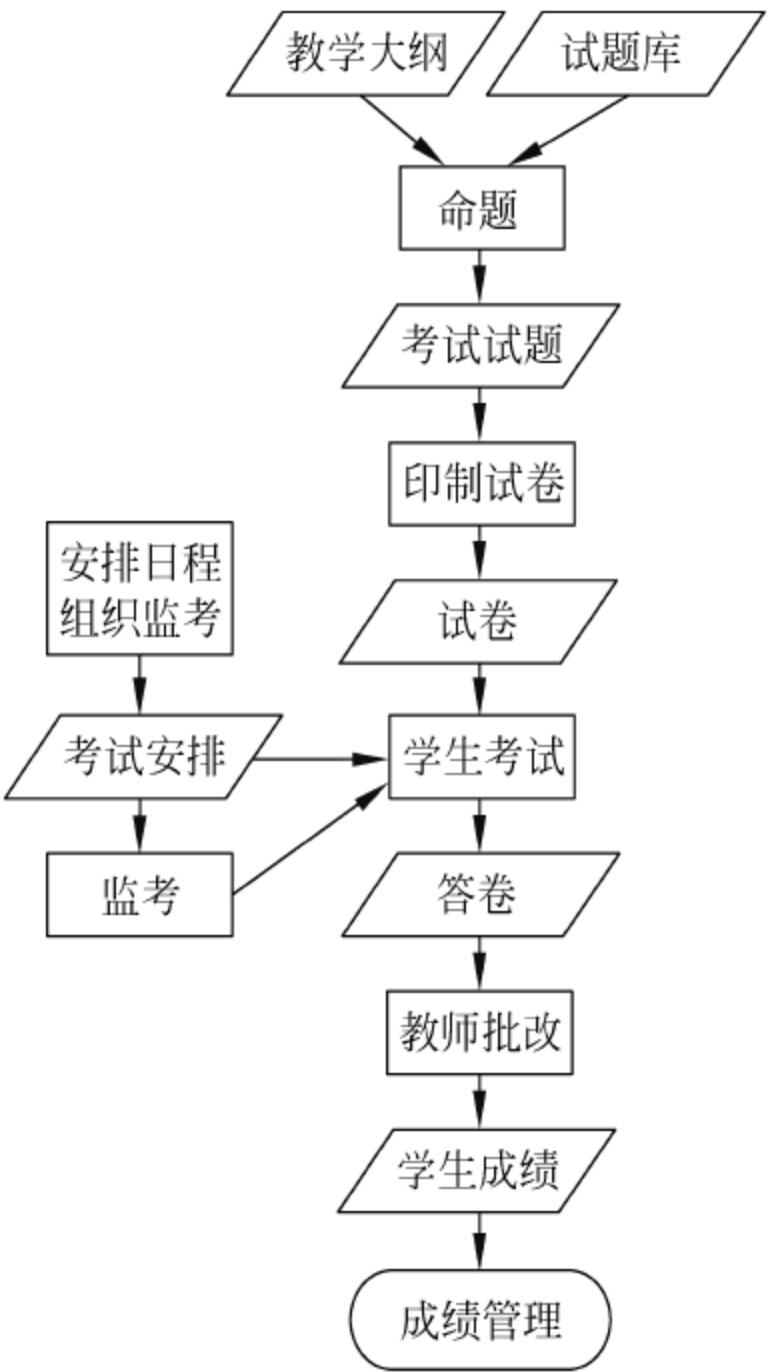 教学大纲
试题库
命题
考试试题
印制试卷
安排日程
组织监考
试卷
考试安排
学生考试
监考
答卷
教师批改
学生成绩
成绩管理